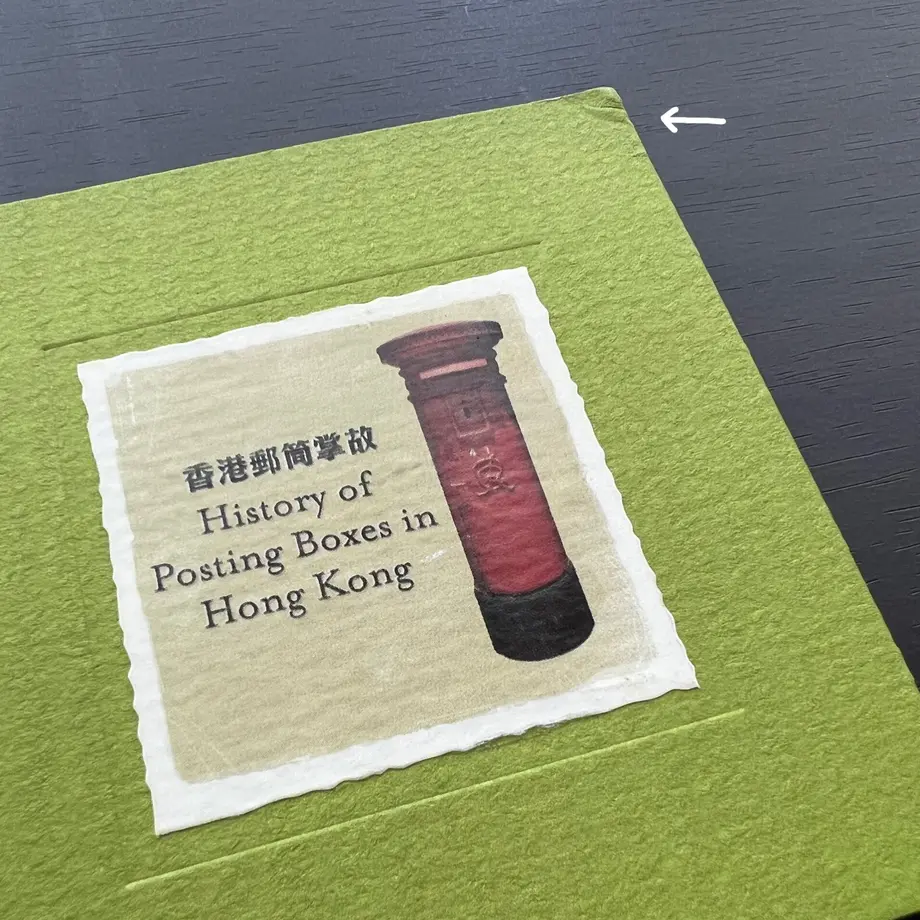 香港郵筒掌故
History of
Posting Boxes in
Hong Kong